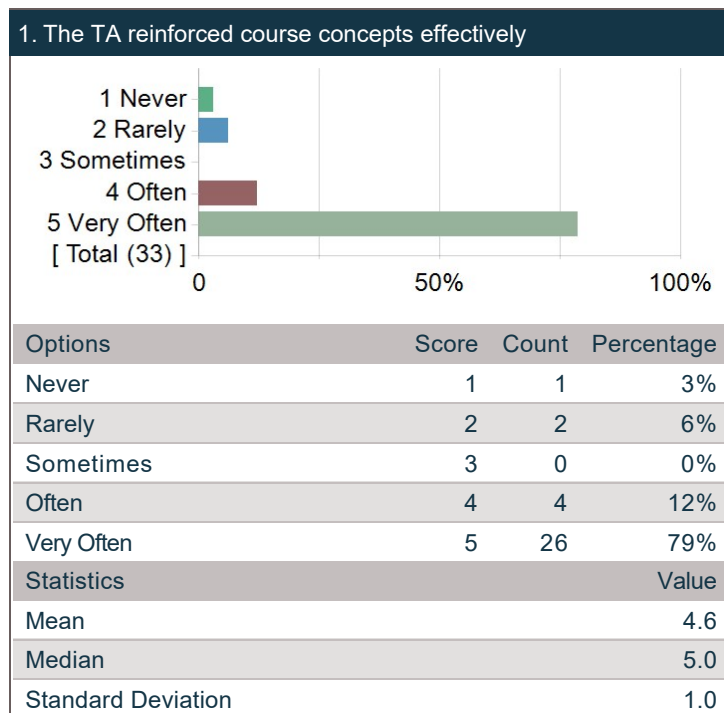 1. The TA reinforced course concepts effectively
1 Never
2 Rarely
3 Sometimes
4 Often
5 Very Often
[ Total (33) ]
0 50% 100%
Options Score Count Percentage
Never 1 1 3%
Rarely 2 2 6%
Sometimes 3 0 0%
Often 4 4 12%
Very Often 5 26 79%
Statistics Value
Mean 4.6
Median 5.0
Standard Deviation 1.0